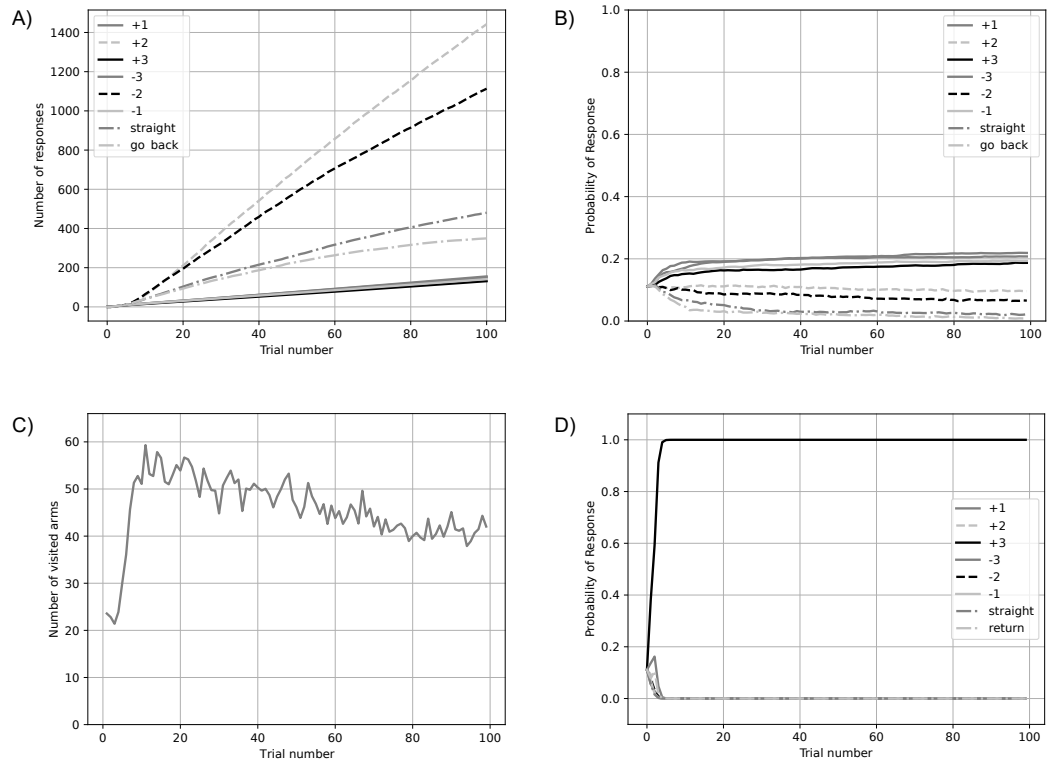 A)
Number of responses
1400
1200
1000
800
600
400
200
0
+1
+2
+3
-3
-2
-1
straight
go back
0 20 40 60 80 100
Trial number
B)
Probability of Response
1.0
0.8
0.6
0.4
0.2
0.0
+1
+2
+3
-3
-2
-1
straight
go back
0 20 40 60 80 100
Trial number
C)
Number of visited arms
60
50
40
30
20
10
0
0 20 40 60 80 100
Trial number
D)
Probability of Response
1.0
0.8
0.6
0.4
0.2
0.0
+1
+2
+3
-3
-2
-1
straight
return
0 20 40 60 80 100
Trial number